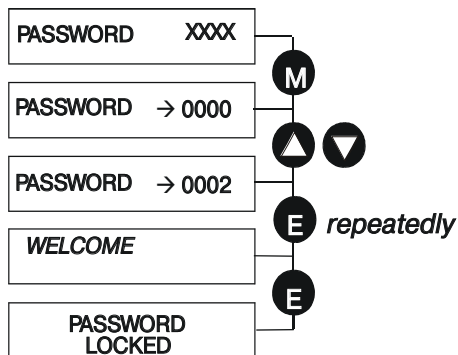 PASSWORD XXXX
M
PASSWORD → 0000
PASSWORD → 0002
E repeatedly
WELCOME
E
PASSWORD
LOCKED